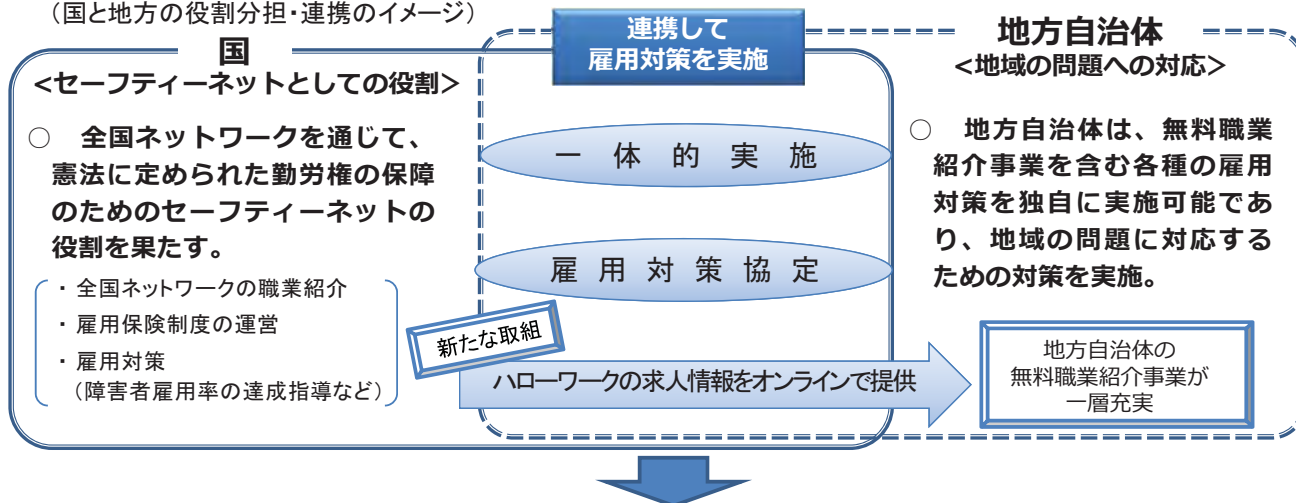 （国と地方の役割分担・連携のイメージ）
国
<セーフティーネットとしての役割>
○　全国ネットワークを通じて、
憲法に定められた勤労権の保障
のためのセーフティーネットの
役割を果たす。
・ 全国ネットワークの職業紹介
・ 雇用保険制度の運営
・ 雇用対策
（障害者雇用率の達成指導など）
連携して
雇用対策を実施
一体的実施
雇用対策協定
新たな取組
ハローワークの求人情報をオンラインで提供
地方自治体
<地域の問題への対応>
○　地方自治体は、無料職業
紹介事業を含む各種の雇用
対策を独自に実施可能であ
り、地域の問題に対応する
ための対策を実施。
地方自治体の
無料職業紹介事業が
一層充実